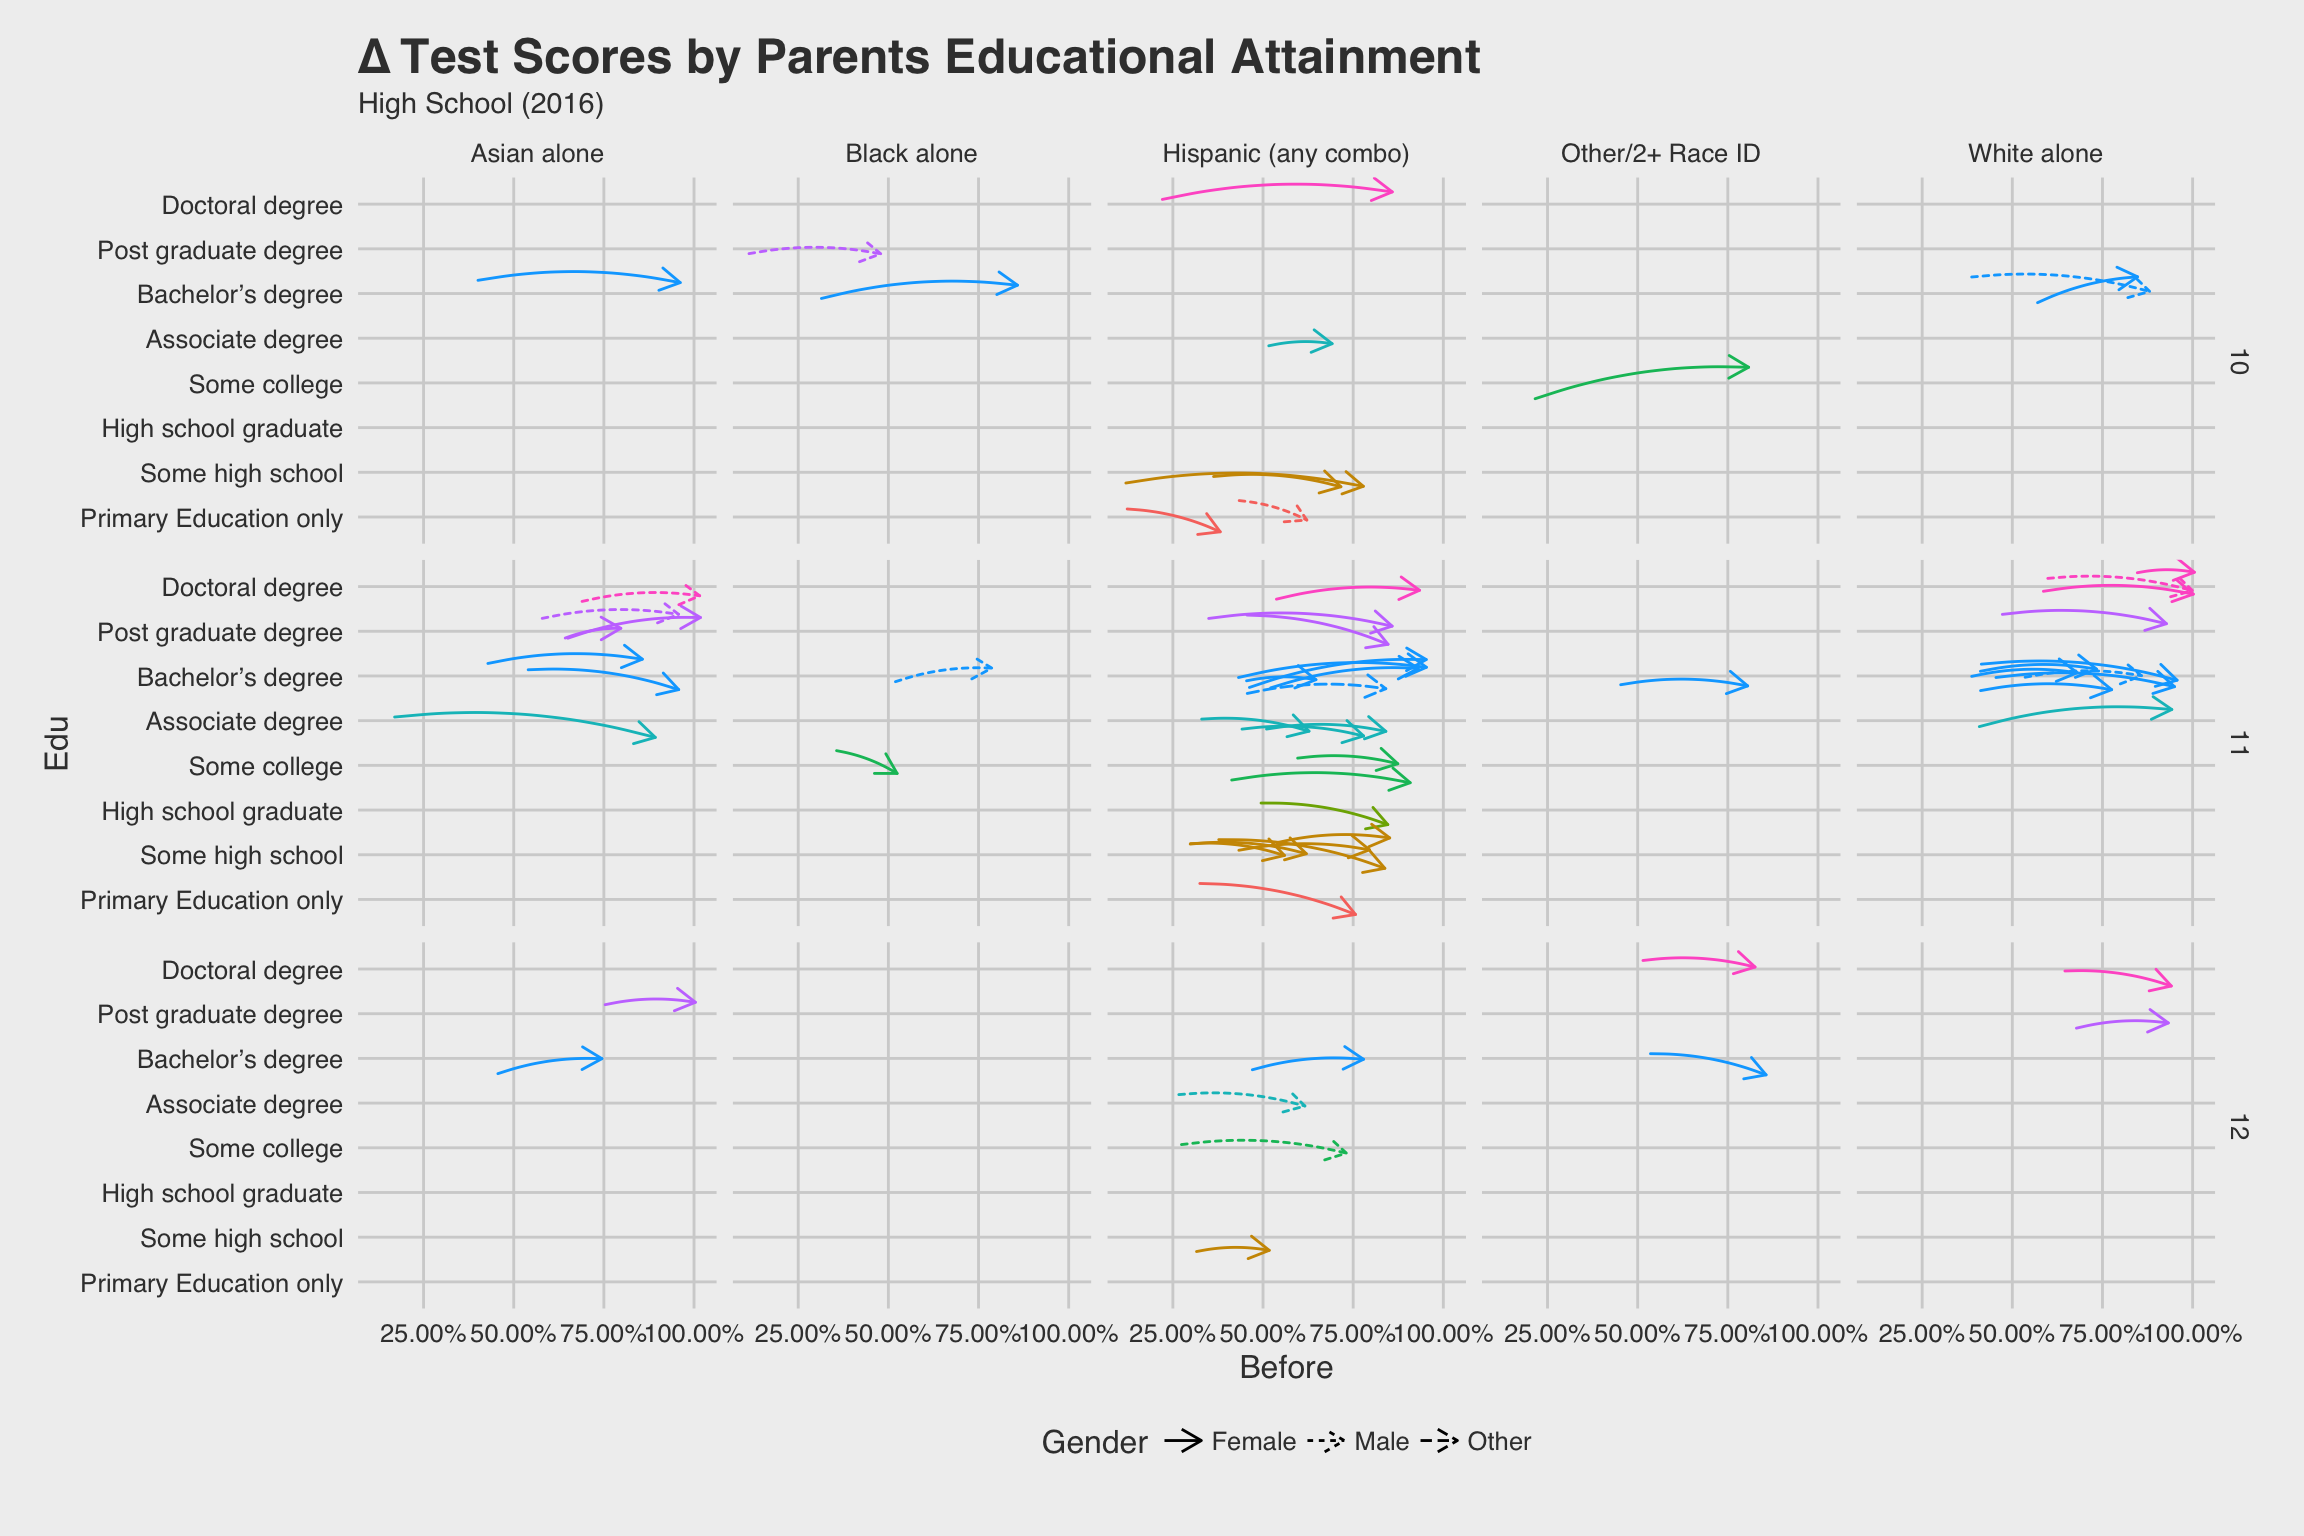 Δ Test Scores by Parents Educational Attainment
High School (2016)
Asian alone Black alone Hispanic (any combo) Other/2+ Race ID White alone
Doctoral degree
Post graduate degree
Bachelor’s degree
Associate degree
Some college
High school graduate
Some high school
Primary Education only
10
Doctoral degree
Post graduate degree
Bachelor’s degree
Associate degree
Some college
High school graduate
Some high school
Primary Education only
11
Edu
Doctoral degree
Post graduate degree
Bachelor’s degree
Associate degree
Some college
High school graduate
Some high school
Primary Education only
12
25.00% 50.00% 75.00% 100.00% 25.00% 50.00% 75.00% 100.00% 25.00% 50.00% 75.00% 100.00% 25.00% 50.00% 75.00% 100.00% 25.00% 50.00% 75.00% 100.00%
Before
Gender Female Male Other